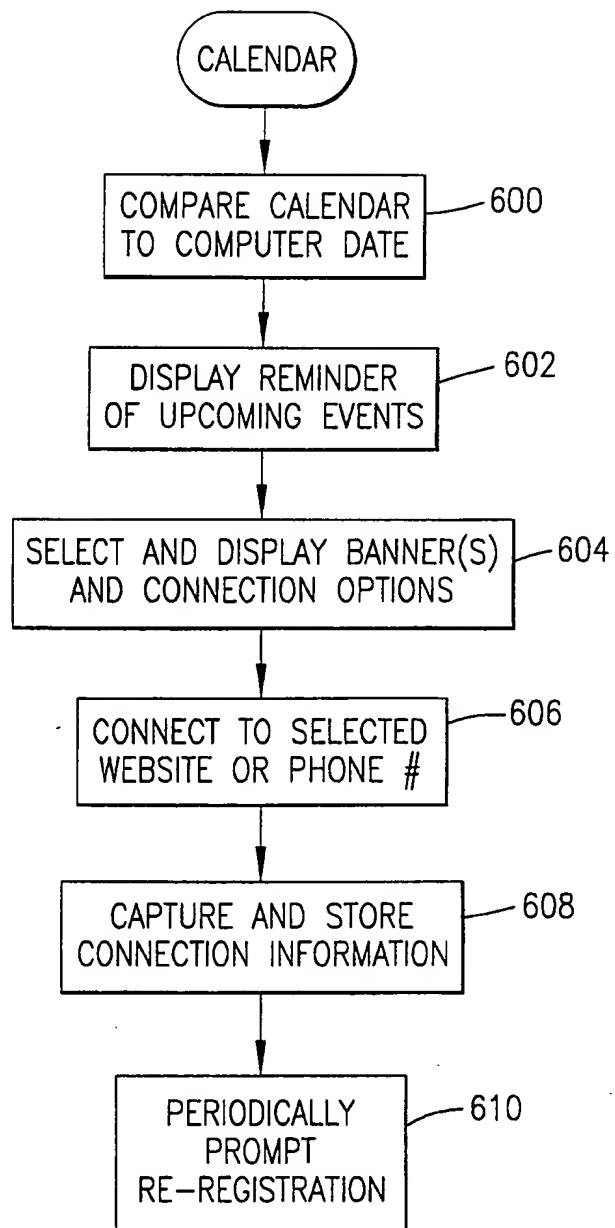 CALENDAR
COMPARE CALENDAR
TO COMPUTER DATE
600
DISPLAY REMINDER
OF UPCOMING EVENTS
602
SELECT AND DISPLAY BANNER(S)
AND CONNECTION OPTIONS
604
CONNECT TO SELECTED
WEBSITE OR PHONE #
606
CAPTURE AND STORE
CONNECTION INFORMATION
608
PERIODICALLY
PROMPT
RE-REGISTRATION
610